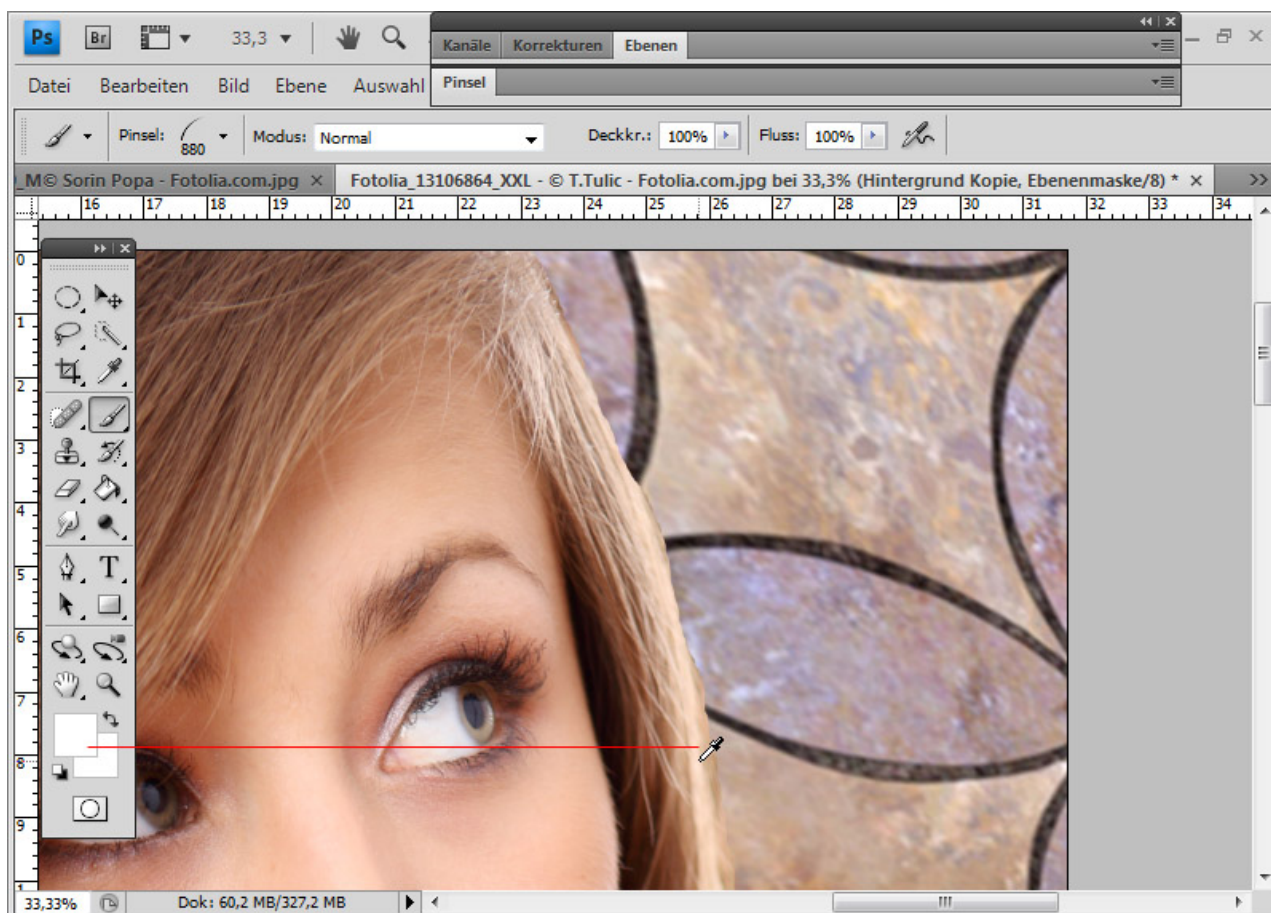 Ps Br 33,3
Kanäle Korrekturen Ebenen
Datei Bearbeiten Bild Ebene Auswahl Pinsel
Pinsel: 880 Modus: Normal Deckkr.: 100% Fluss: 100%
_M© Sorin Popa - Fotolia.com.jpg × Fotolia_13106864_XXL - © T.Tulic - Fotolia.com.jpg bei 33,3% (Hintergrund Kopie, Ebenenmaske/8) * ×
16 17 18 19 20 21 22 23 24 25 26 27 28 29 30 31 32 33 34
0
1
2
3
4
5
6
7
8
9
1
T
33,33% Dok: 60,2 MB/327,2 MB